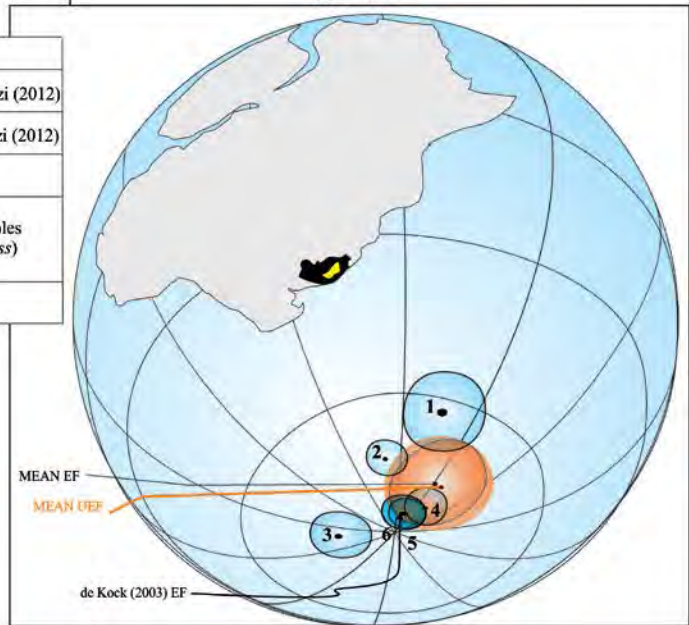 zi (2012)
zi (2012)
oles
ss)
1
2
MEAN EF
MEAN UEF
4
3
6
5
de Kock (2003) EF